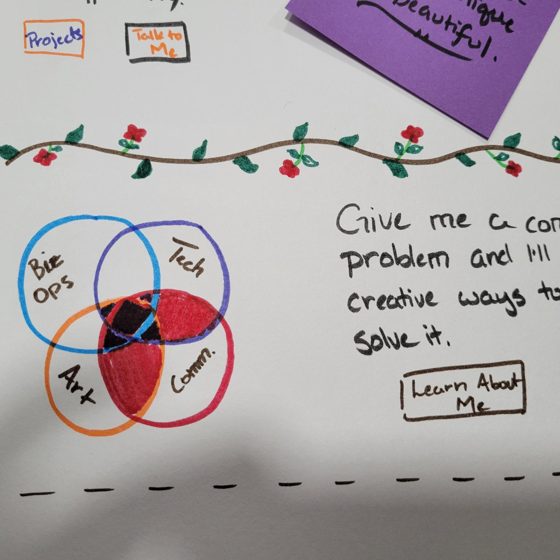 unique
beautiful.
Projects
Talk to
Me
Give me a
problem and I'll
creative ways to
solve it.
Learn About
Me
Biz
Ops
Tech
Art
Comm.